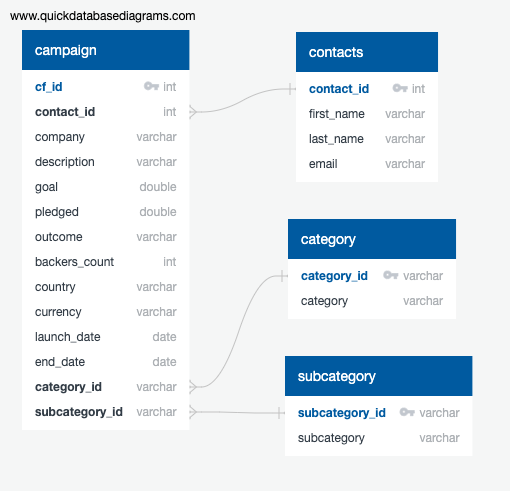 www.quickdatabasediagrams.com
campaign
cf_id int
contact_id int
company varchar
description varchar
goal double
pledged double
outcome varchar
backers_count int
country varchar
currency varchar
launch_date date
end_date date
category_id varchar
subcategory_id varchar
contacts
contact_id int
first_name varchar
last_name varchar
email varchar
category
category_id varchar
category varchar
subcategory
subcategory_id varchar
subcategory varchar